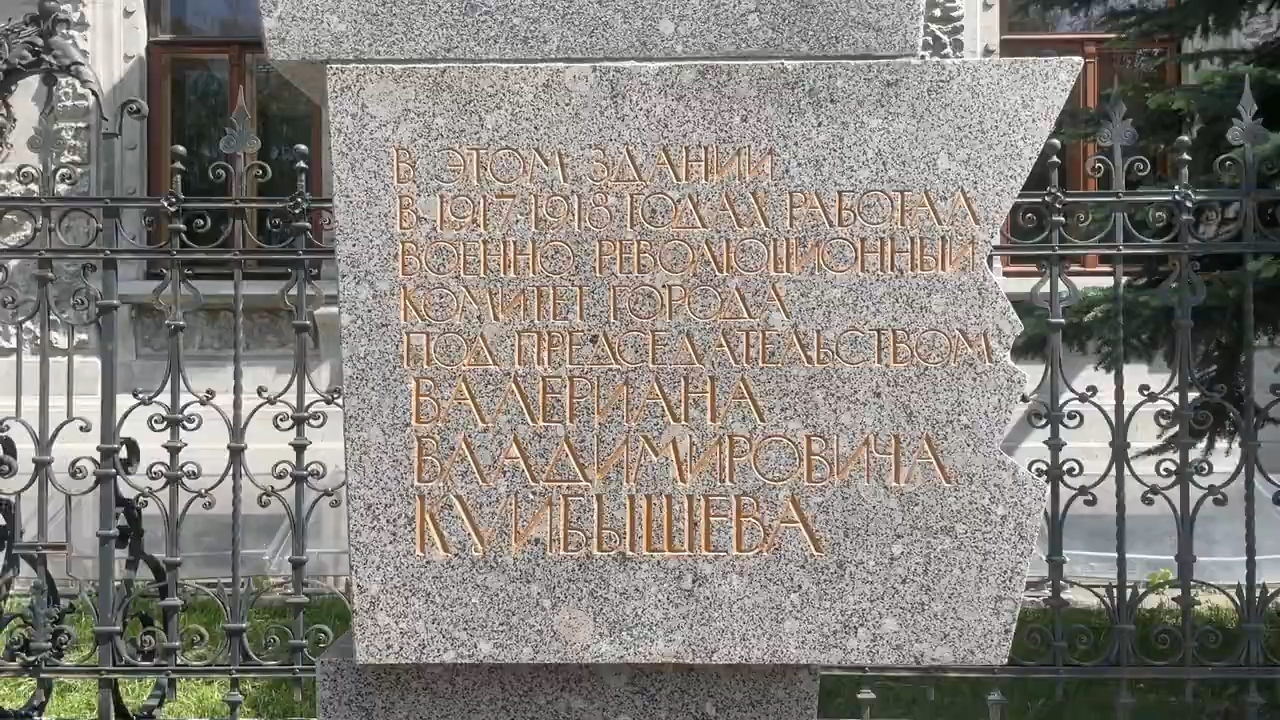 В ЭТОМ ЗДАНИИ
В 1917-1918 ГОДАХ РАБОТАЛ
ВОЕННО РЕВОЛЮЦИОННЫЙ
КОМИТЕТ ГОРОДА
ПОД ПРЕДСЕДАТЕЛЬСТВОМ
ВАЛЕРИАНА
ВЛАДИМИРОВИЧА
КУЙБЫШЕВА